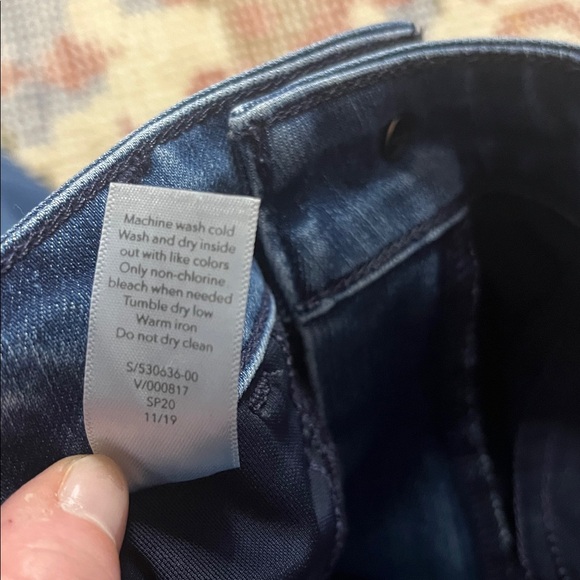 Machine wash cold
Wash and dry inside
out with like colors
Only non-chlorine
bleach when needed
Tumble dry low
Warm iron
Do not dry clean
S/530636-00
V/000817
SP20
11/19